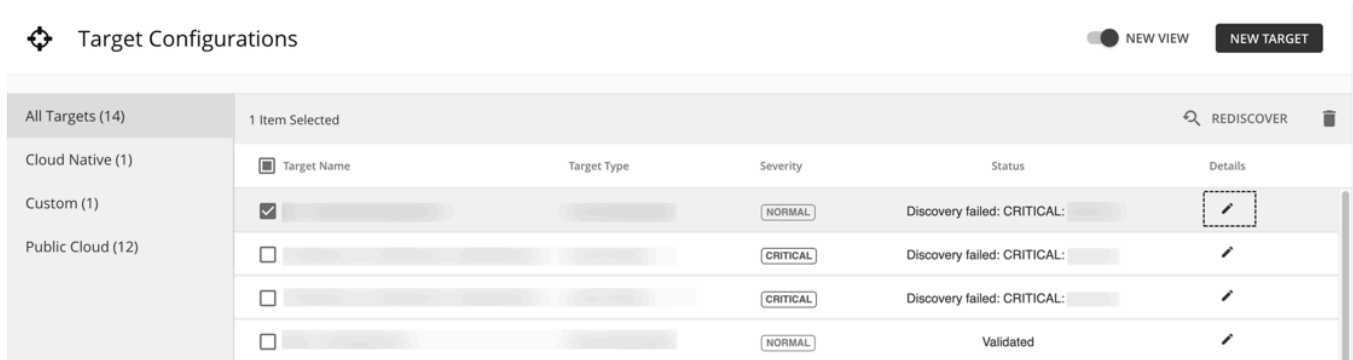 Target Configurations
NEW VIEW
NEW TARGET
All Targets (14)
Cloud Native (1)
Custom (1)
Public Cloud (12)
1 Item Selected
REDISCOVER
Target Name Target Type Severity Status Details
NORMAL Discovery failed: CRITICAL:
CRITICAL Discovery failed: CRITICAL:
CRITICAL Discovery failed: CRITICAL:
NORMAL Validated